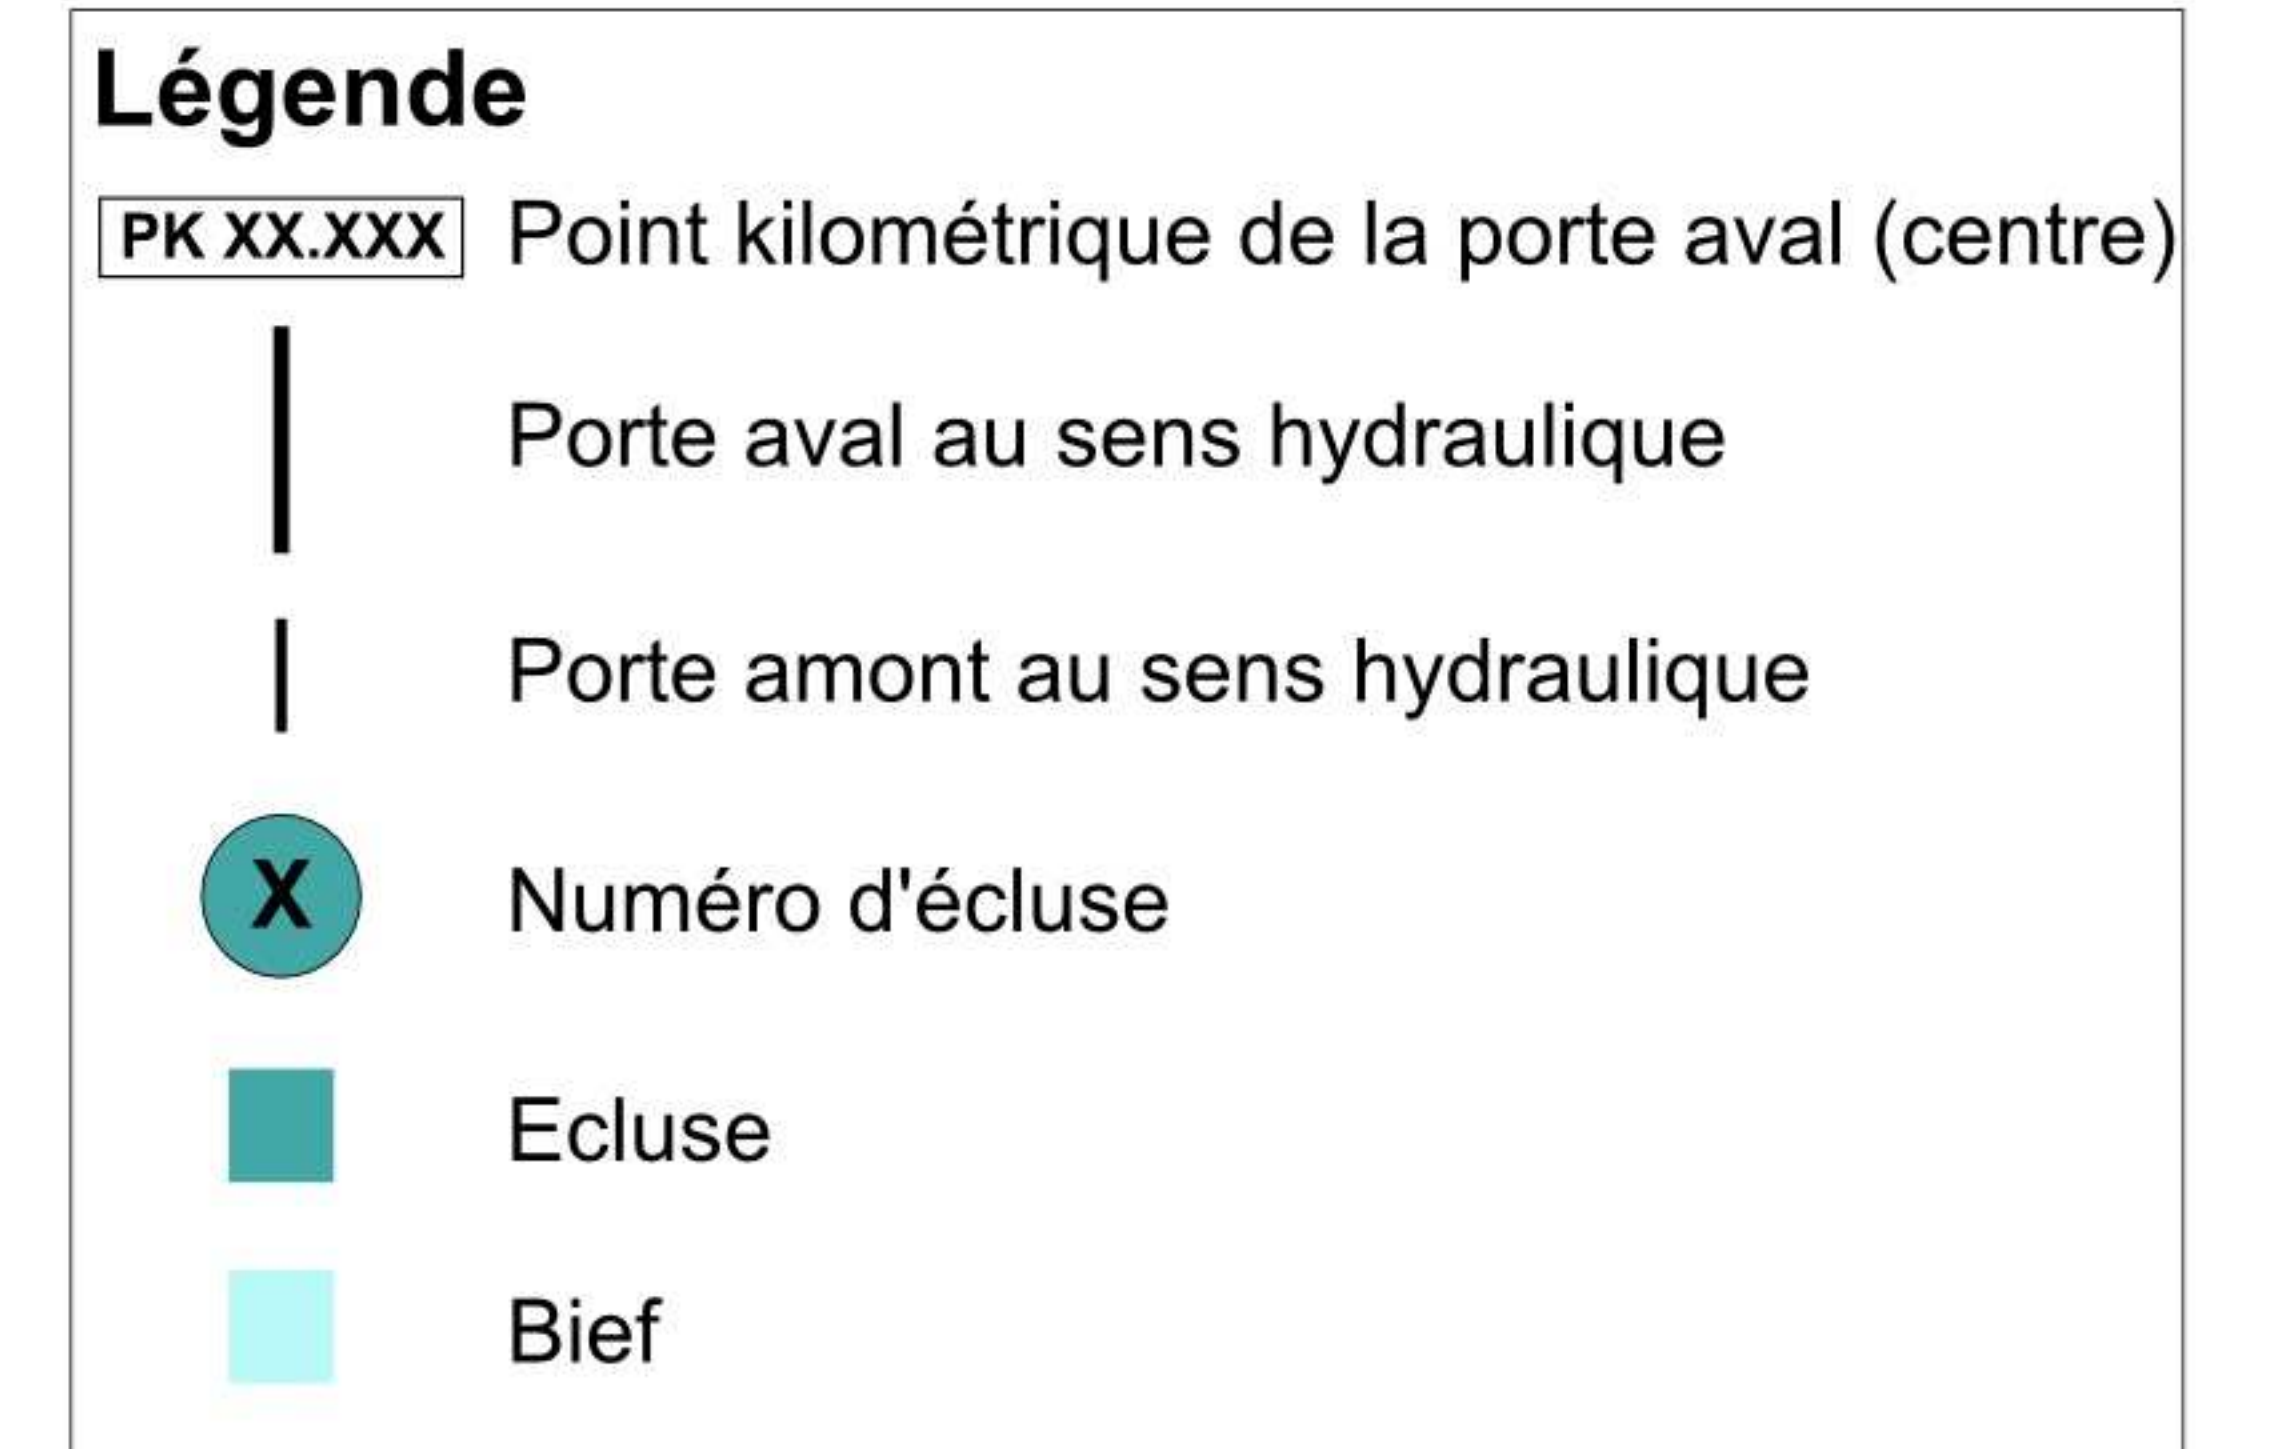 Légende
PK XX.XXX Point kilométrique de la porte aval (centre)
Porte aval au sens hydraulique
Porte amont au sens hydraulique
X Numéro d'écluse
Ecluse
Bief